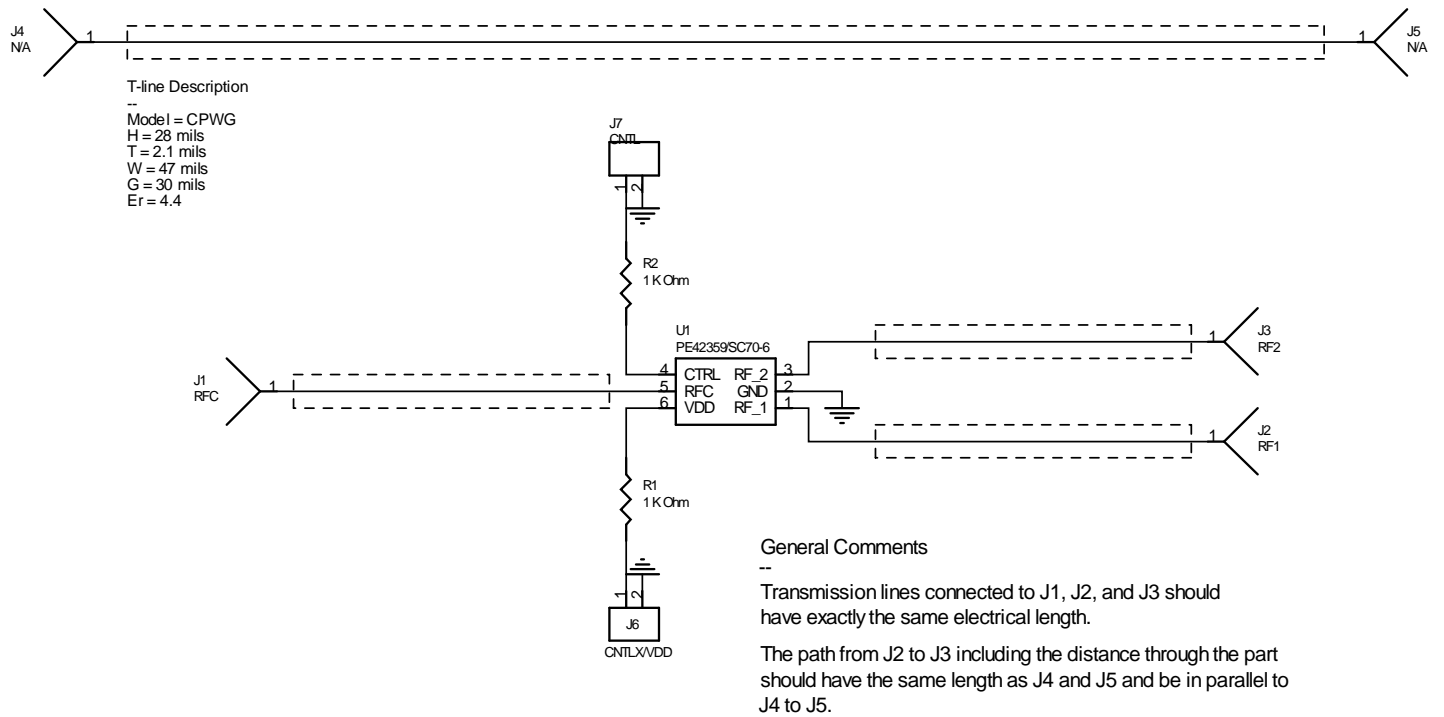 J4
N/A
1
1
J5
N/A
T-line Description
--
Model = CPWG
H = 28 mils
T = 2.1 mils
W = 47 mils
G = 30 mils
Er = 4.4
J7
CNTL
1
2
R2
1 K Ohm
U1
PE42359/SC70-6
J1
RFC
1
4
5
6
CTRL RF_2
RFC GND
VDD RF_1
3
2
1
1
J3
RF2
1
J2
RF1
R1
1 K Ohm
1
2
J6
CNTLX/VDD
General Comments
--
Transmission lines connected to J1, J2, and J3 should
have exactly the same electrical length.
The path from J2 to J3 including the distance through the part
should have the same length as J4 and J5 and be in parallel to
J4 to J5.